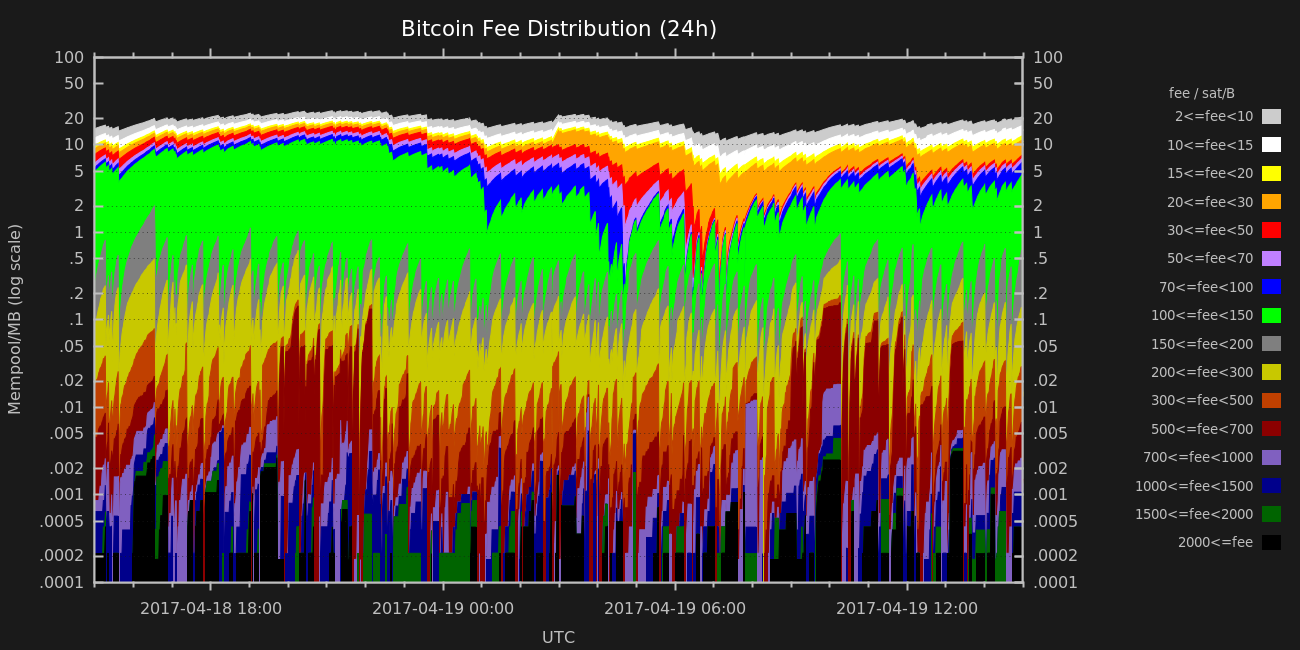 Bitcoin Fee Distribution (24h)
100
50
20
10
5
2
1
.5
.2
.1
.05
.02
.01
.005
.002
.001
.0005
.0002
.0001
Mempool/MB (log scale)
100
50
20
10
5
2
1
.5
.2
.1
.05
.02
.01
.005
.002
.001
.0005
.0002
.0001
fee / sat/B
2<=fee<10
10<=fee<15
15<=fee<20
20<=fee<30
30<=fee<50
50<=fee<70
70<=fee<100
100<=fee<150
150<=fee<200
200<=fee<300
300<=fee<500
500<=fee<700
700<=fee<1000
1000<=fee<1500
1500<=fee<2000
2000<=fee
2017-04-18 18:00
2017-04-19 00:00
2017-04-19 06:00
2017-04-19 12:00
UTC